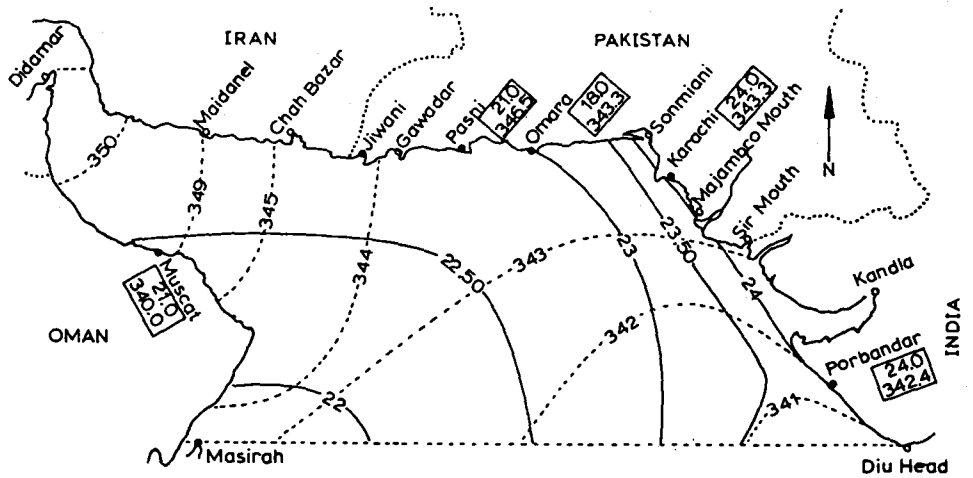 IRAN
PAKISTAN
Didamar
Maidanel
Chah Bazar
Jiwani
Gawadar
Pasni
21.0
346.5
Omara
18.0
343.3
Sonmiani
Karachi
24.0
343.3
Majambco Mouth
Sir Mouth
N
350
349
345
344
343
342
341
22.50
23
23.50
24
22
Muscat
21.0
340.0
OMAN
Kandla
INDIA
Porbandar
24.0
342.4
Masirah
Diu Head